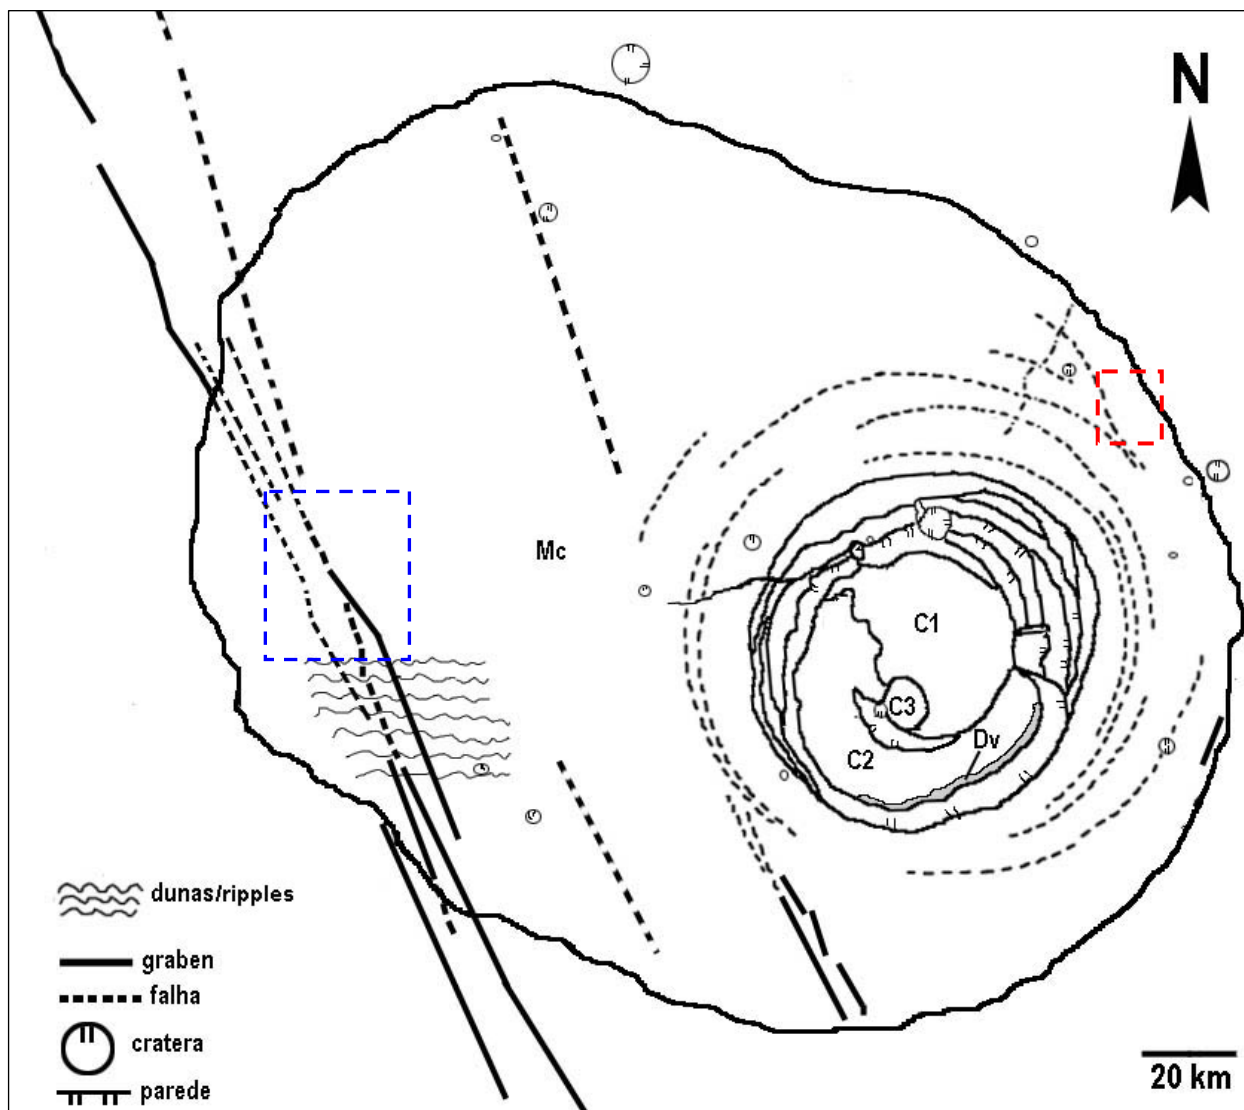 N
Mc
C1
C3
Dv
C2
dunas/ripples
graben
falha
cratera
parede
20 km